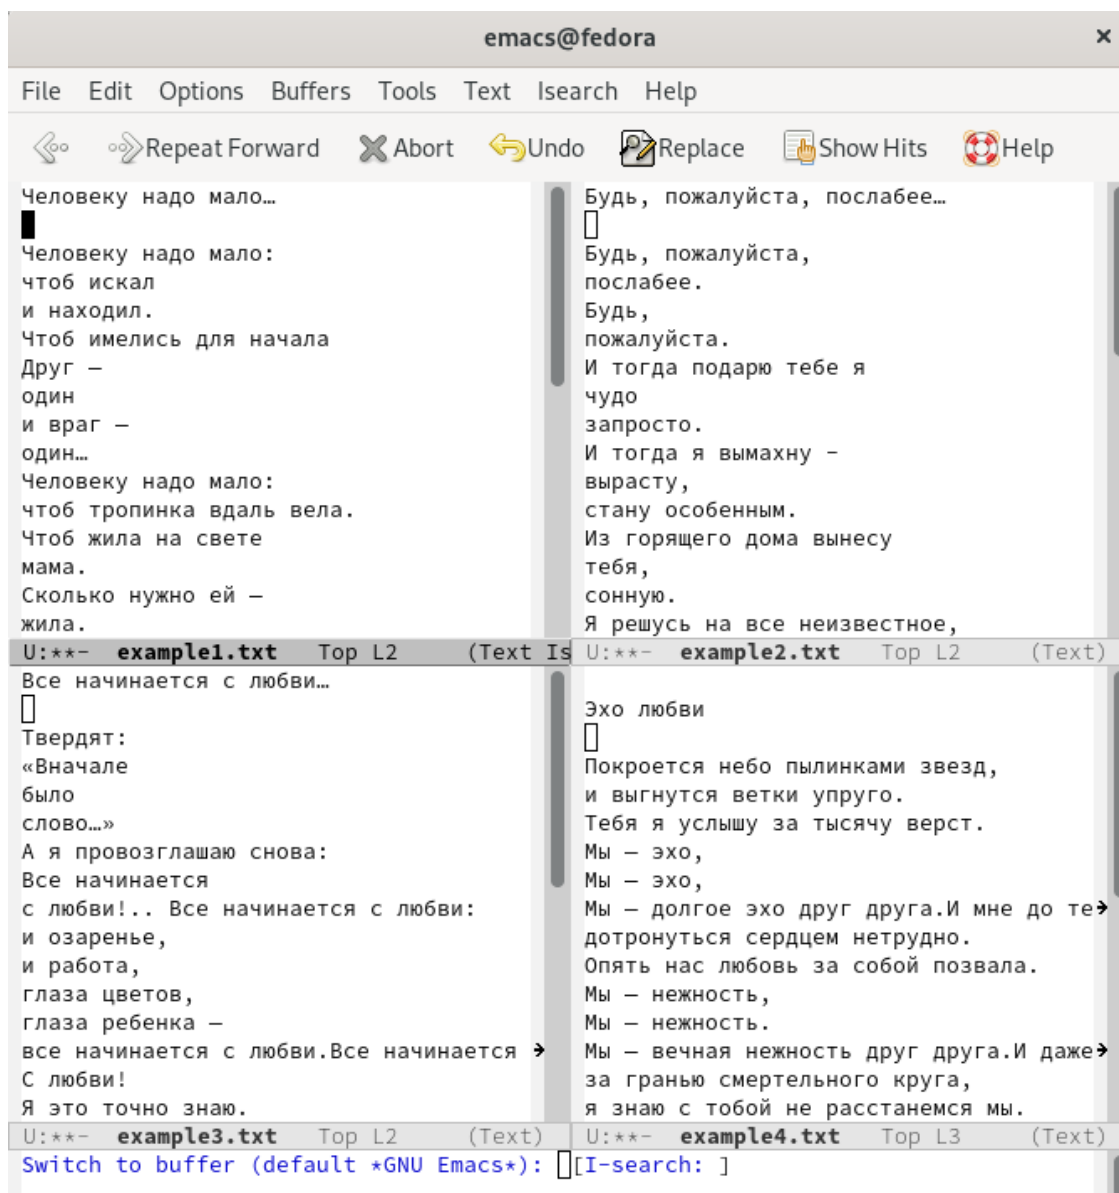 emacs@fedora ×
File Edit Options Buffers Tools Text Isearch Help
Repeat Forward Abort Undo Replace Show Hits Help
Человеку надо мало…
Человеку надо мало:
чтоб искал
и находил.
Чтоб имелись для начала
Друг —
один
и враг —
один…
Человеку надо мало:
чтоб тропинка вдаль вела.
Чтоб жила на свете
мама.
Сколько нужно ей —
жила.
U:**- example1.txt Top L2 (Text Is
Будь, пожалуйста, послабее…
Будь, пожалуйста,
послабее.
Будь,
пожалуйста.
И тогда подарю тебе я
чудо
запросто.
И тогда я вымахну -
вырасту,
стану особенным.
Из горящего дома вынесу
тебя,
сонную.
Я решусь на все неизвестное,
U:**- example2.txt Top L2 (Text)
Все начинается с любви…
Твердят:
«Вначале
было
слово…»
А я провозглашаю снова:
Все начинается
с любви!.. Все начинается с любви:
и озаренье,
и работа,
глаза цветов,
глаза ребенка —
все начинается с любви.Все начинается
С любви!
Я это точно знаю.
U:**- example3.txt Top L2 (Text)
Эхо любви
Покроется небо пылинками звезд,
и выгнутся ветки упруго.
Тебя я услышу за тысячу верст.
Мы — эхо,
Мы — эхо,
Мы — долгое эхо друг друга.И мне до те
дотронуться сердцем нетрудно.
Опять нас любовь за собой позвала.
Мы — нежность,
Мы — нежность.
Мы — вечная нежность друг друга.И даже
за гранью смертельного круга,
я знаю с тобой не расстанемся мы.
U:**- example4.txt Top L3 (Text)
Switch to buffer (default *GNU Emacs*): [I-search: ]